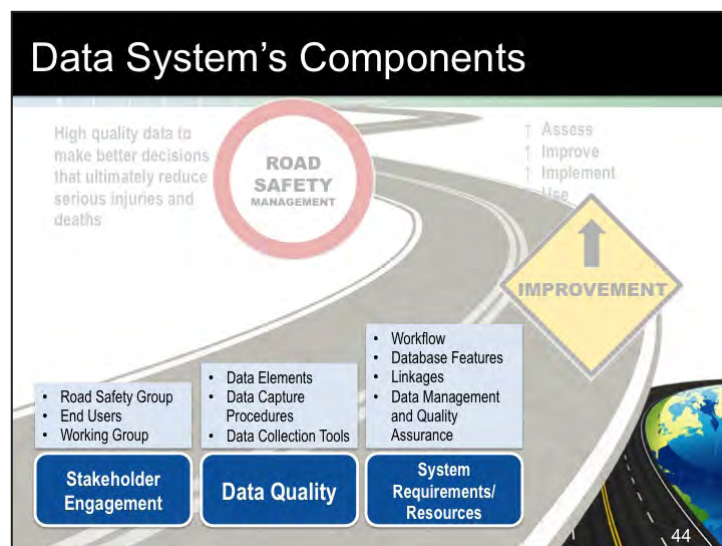 Data System's Components
High quality data to
make better decisions
that ultimately reduce
serious injuries and
deaths
ROAD
SAFETY
MANAGEMENT
↑ Assess
↑ Improve
↑ Implement
Use
IMPROVEMENT
• Road Safety Group
• End Users
• Working Group
Stakeholder
Engagement
• Data Elements
• Data Capture
Procedures
• Data Collection Tools
Data Quality
• Workflow
• Database Features
• Linkages
• Data Management
and Quality
Assurance
System
Requirements/
Resources
44